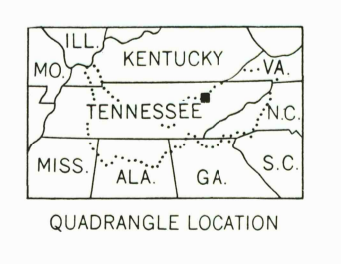 ILL.
KENTUCKY
MO.
VA.
TENNESSEE
N.C.
MISS.
ALA.
GA.
S.C.
QUADRANGLE LOCATION